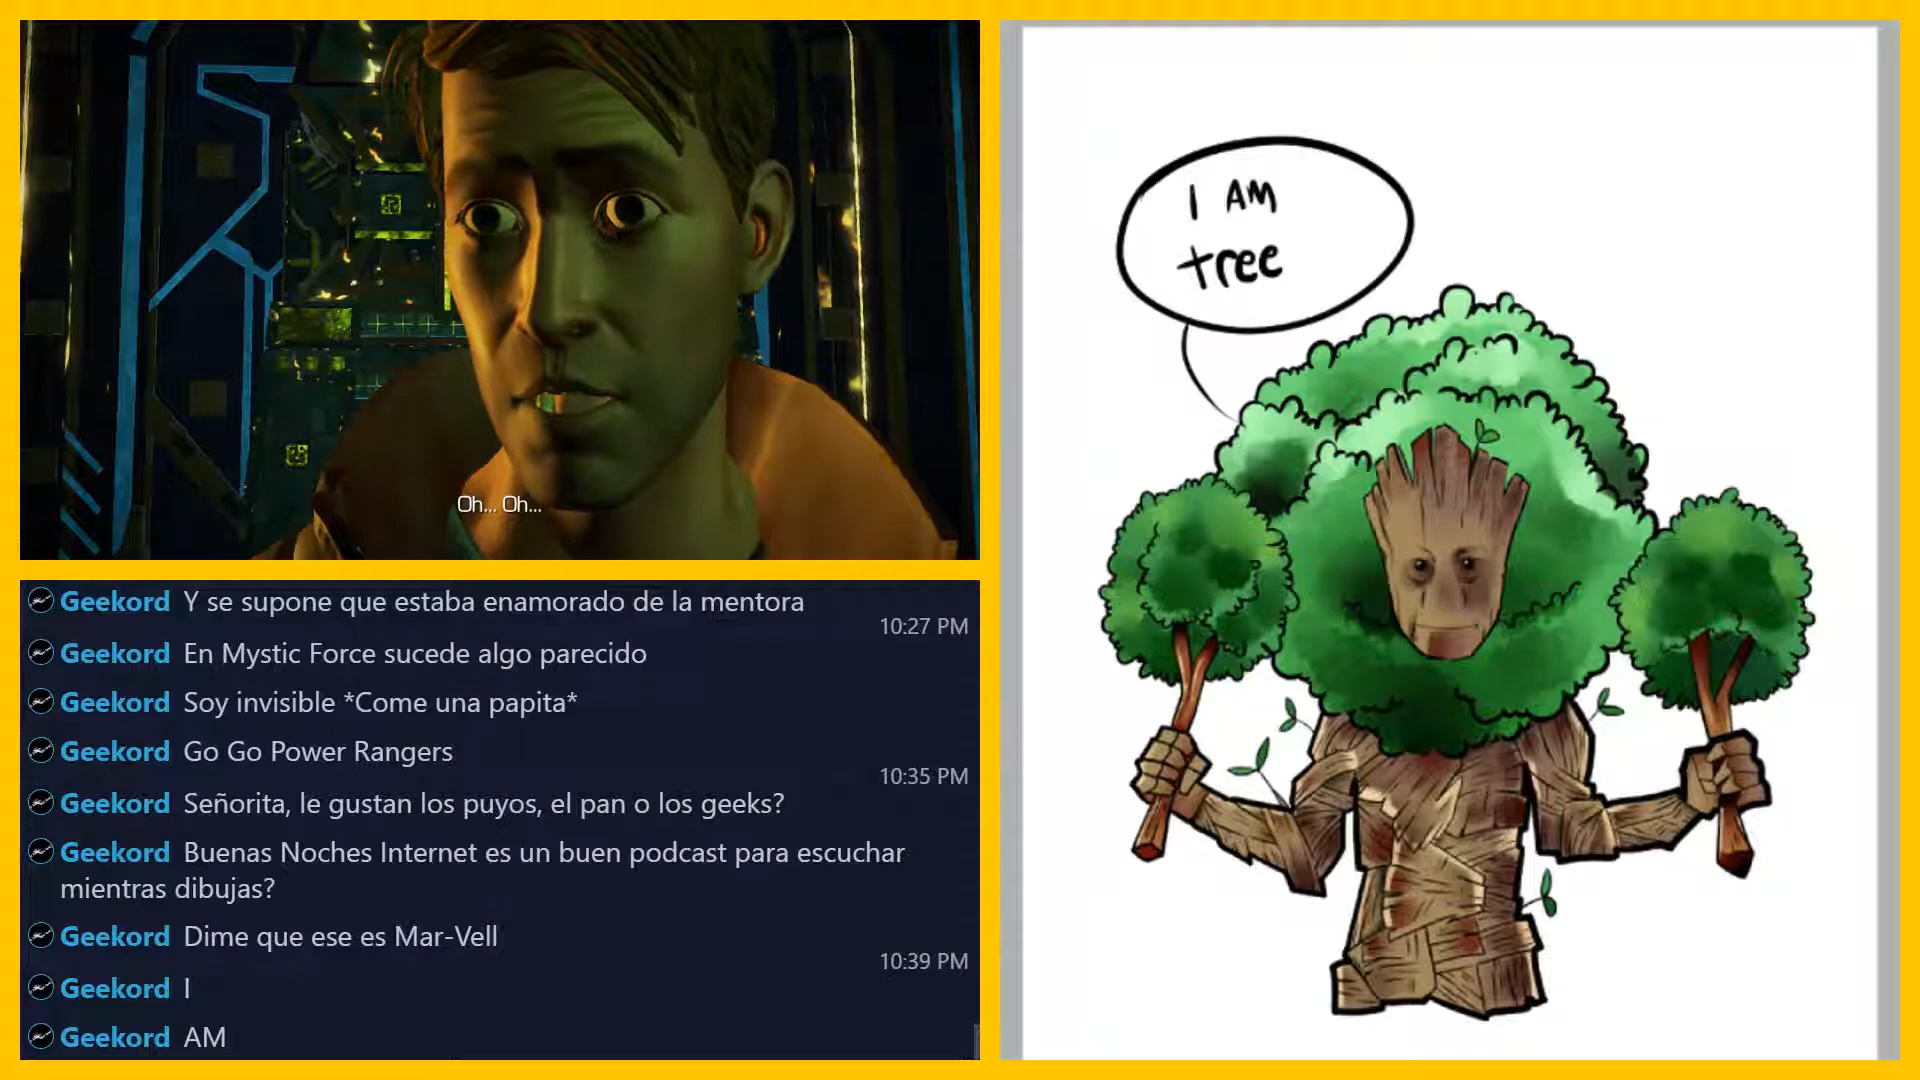 Oh... Oh...
Geekord Y se supone que estaba enamorado de la mentora
10:27 PM
Geekord En Mystic Force sucede algo parecido
Geekord Soy invisible *Come una papita*
Geekord Go Go Power Rangers
10:35 PM
Geekord Señorita, le gustan los puyos, el pan o los geeks?
Geekord Buenas Noches Internet es un buen podcast para escuchar
mientras dibujas?
Geekord Dime que ese es Mar-Vell
10:39 PM
Geekord I
Geekord AM
I AM
tree